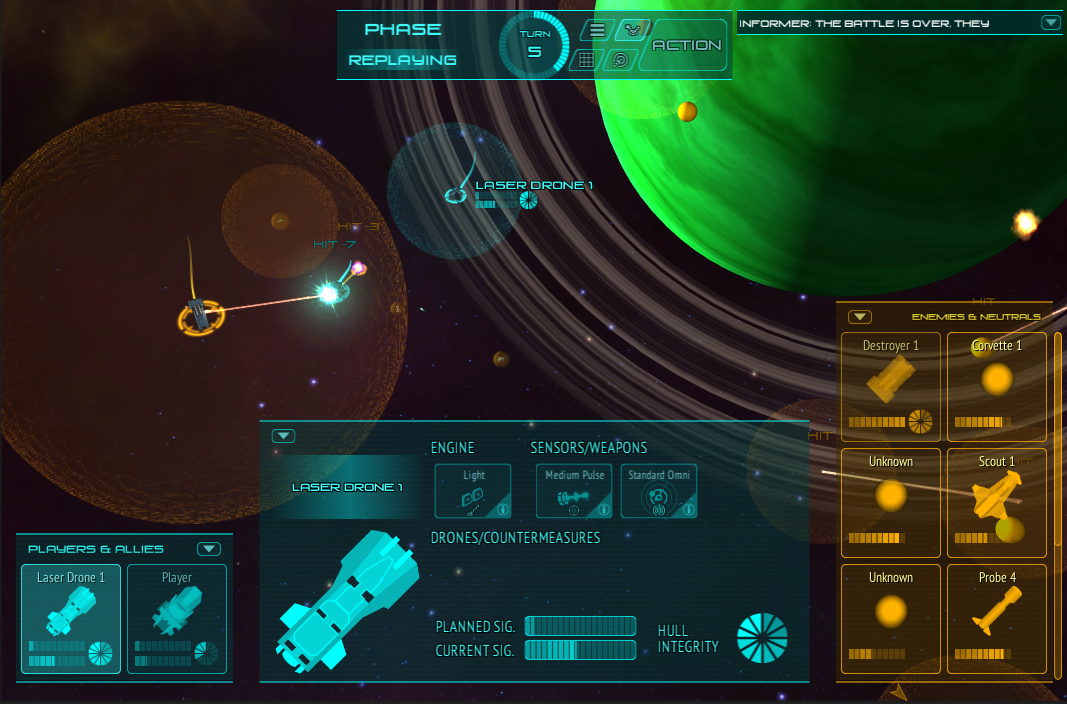 PHASE
REPLAYING
TURN
5
ACTION
INFORMER: THE BATTLE IS OVER, THEY
LASER DRONE 1
HIT -3
HIT -7
HIT
ENEMIES & NEUTRALS
Destroyer 1
Corvette 1
HIT
Unknown
Scout 1
Unknown
Probe 4
LASER DRONE 1
ENGINE
Light
SENSORS/WEAPONS
Medium Pulse
Standard Omni
DRONES/COUNTERMEASURES
PLANNED SIG.
CURRENT SIG.
HULL
INTEGRITY
PLAYERS & ALLIES
Laser Drone 1
Player